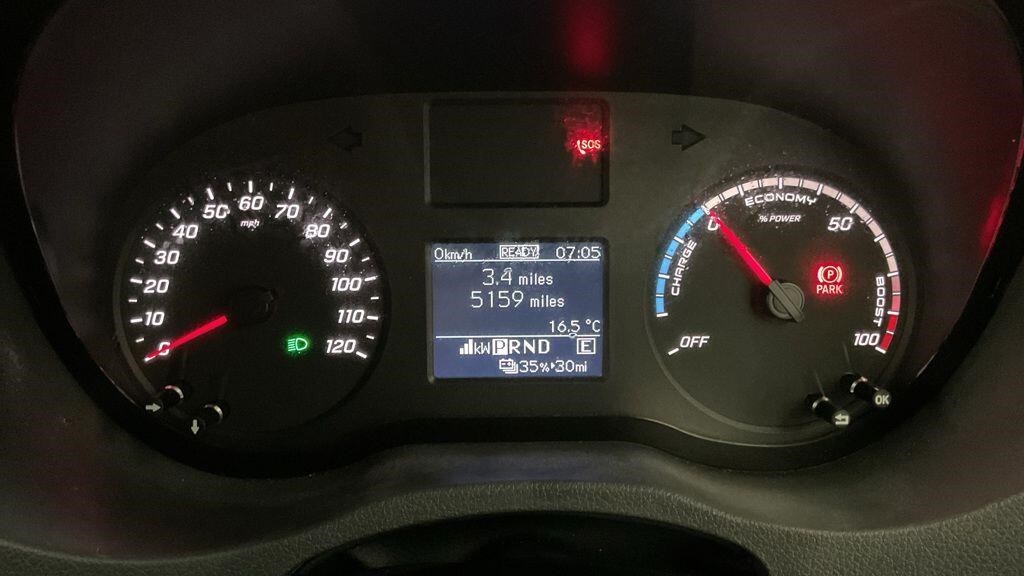 SOS
0 10 20 30 40 50 60 70 80 90 100 110 120
mph
0km/h READY 07:05
3.4 miles
5159 miles
16.5 °C
kW P R N D E
35% 30mi
OFF CHARGE 0 ECONOMY 50 BOOST 100
% POWER
P
PARK
OK